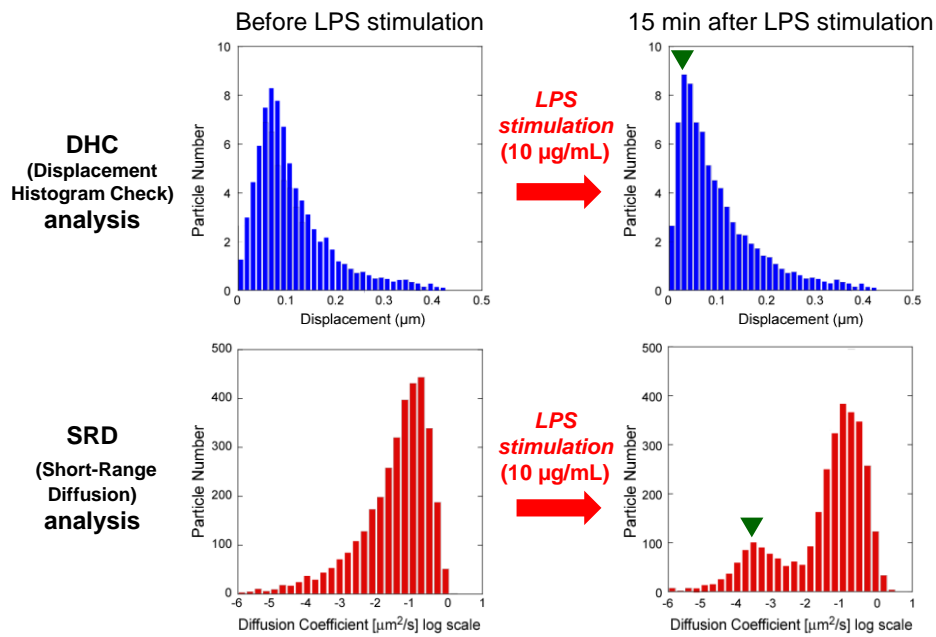 Before LPS stimulation
15 min after LPS stimulation
DHC
(Displacement
Histogram Check)
analysis
Particle Number
10
8
6
4
2
0
0
0.1
0.2
0.3
0.4
0.5
Displacement (μm)
LPS
stimulation
(10 μg/mL)
Particle Number
10
8
6
4
2
0
0
0.1
0.2
0.3
0.4
0.5
Displacement (μm)
SRD
(Short-Range
Diffusion)
analysis
Particle Number
500
400
300
200
100
0
-6
-5
-4
-3
-2
-1
0
1
Diffusion Coefficient [μm²/s] log scale
LPS
stimulation
(10 μg/mL)
Particle Number
500
400
300
200
100
0
-6
-5
-4
-3
-2
-1
0
1
Diffusion Coefficient [μm²/s] log scale